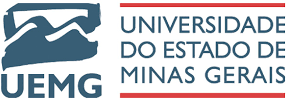 UEMG
UNIVERSIDADE
DO ESTADO DE
MINAS GERAIS